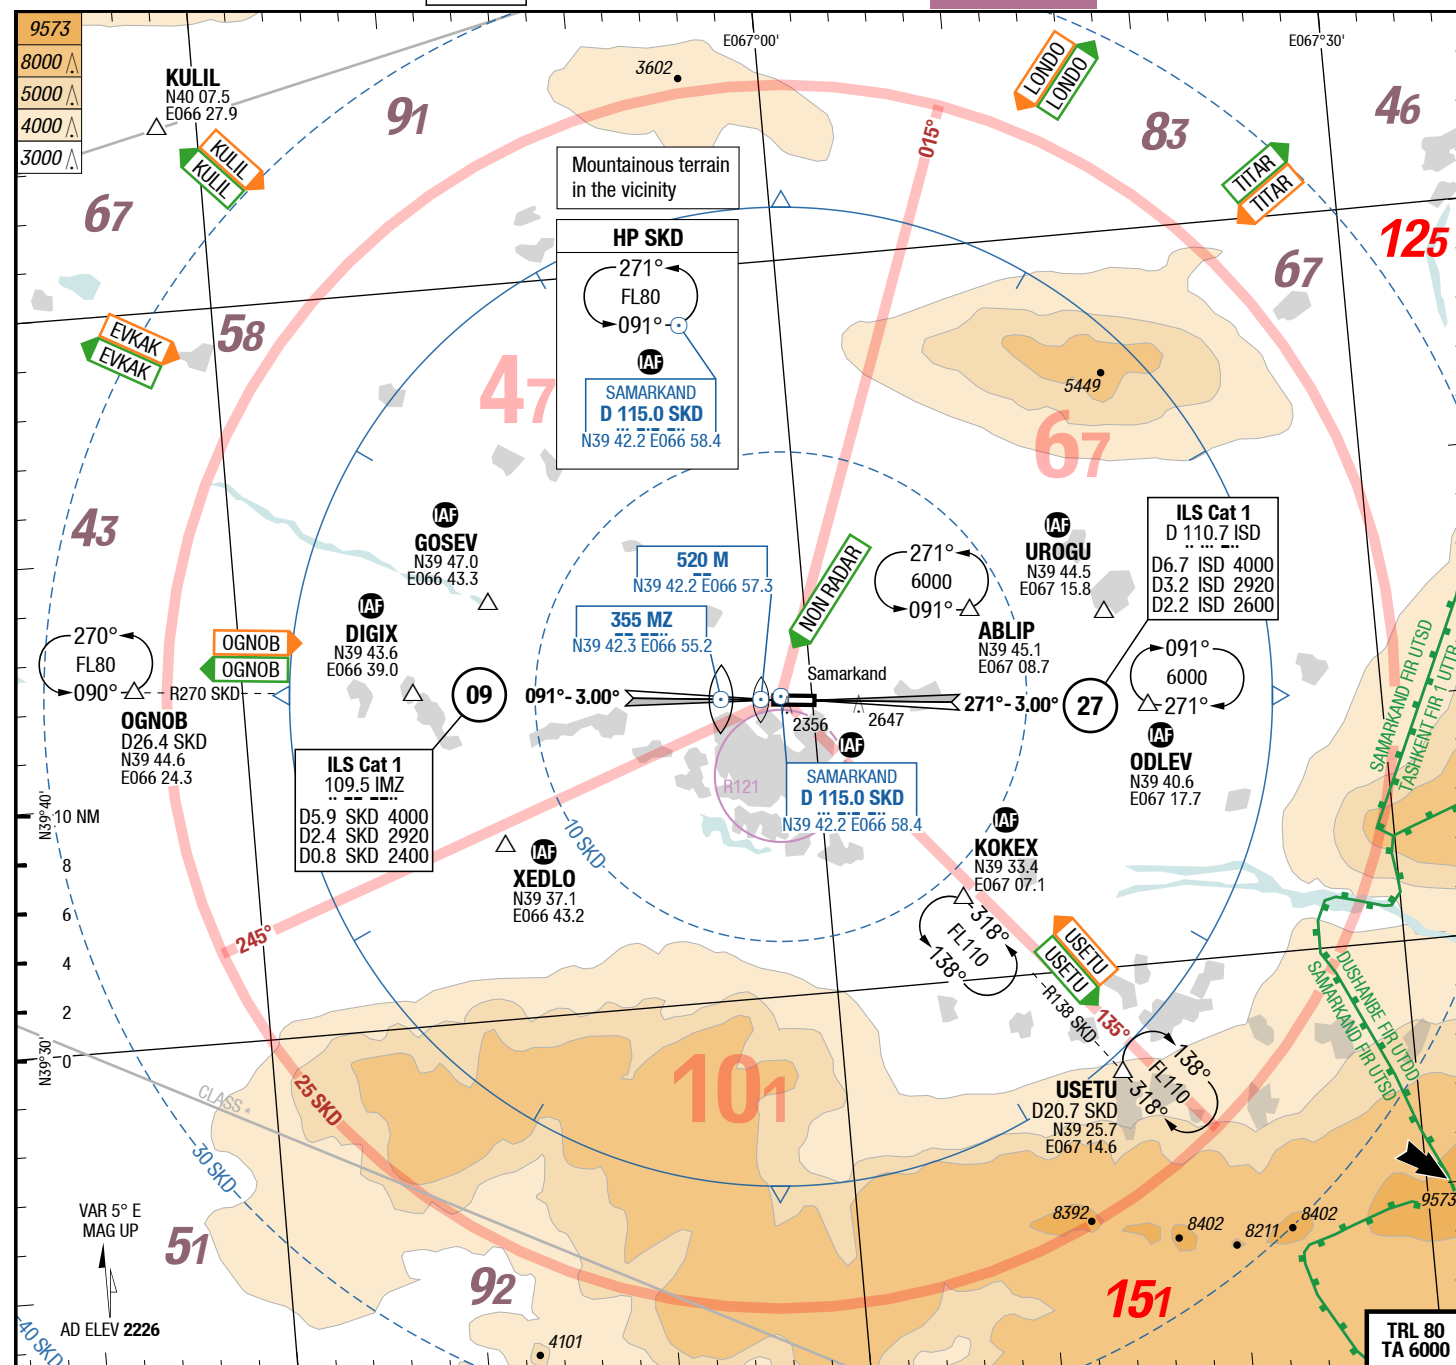 9573
8000
5000
4000
3000
KULIL
N40 07.5
E066 27.9
KULIL
KULIL
91
3602
E067°00'
015°
LONDO
LONDO
83
E067°30'
46
TITAR
TITAR
125
67
67
Mountainous terrain
in the vicinity
HP SKD
271°
FL80
091°
IAF
SAMARKAND
D 115.0 SKD
N39 42.2 E066 58.4
EVKAK
EVKAK
58
47
5449
67
43
IAF
GOSEV
N39 47.0
E066 43.3
IAF
DIGIX
N39 43.6
E066 39.0
520 M
N39 42.2 E066 57.3
355 MZ
N39 42.3 E066 55.2
NON RADAR
271°
6000
091°
IAF
UROGU
N39 44.5
E067 15.8
ABLIP
N39 45.1
E067 08.7
ILS Cat 1
D 110.7 ISD
D6.7 ISD 4000
D3.2 ISD 2920
D2.2 ISD 2600
270°
FL80
090°
OGNOB
OGNOB
R270 SKD
OGNOB
D26.4 SKD
N39 44.6
E066 24.3
09
091°- 3.00°
Samarkand
2356
2647
271°- 3.00°
27
091°
6000
271°
IAF
ODLEV
N39 40.6
E067 17.7
SAMARKAND FIR UTSD
TASHKENT FIR 1 UTTR
ILS Cat 1
109.5 IMZ
D5.9 SKD 4000
D2.4 SKD 2920
D0.8 SKD 2400
R121
IAF
SAMARKAND
D 115.0 SKD
N39 42.2 E066 58.4
10 SKD
N39°40'
10 NM
8
6
4
2
0
N39°30'
IAF
XEDLO
N39 37.1
E066 43.2
IAF
KOKEX
N39 33.4
E067 07.1
318°
FL110
138°
245°
USETU
USETU
R138 SKD
135°
138°
FL110
318°
USETU
D20.7 SKD
N39 25.7
E067 14.6
DUSHANBE FIR UTDD
SAMARKAND FIR UTSD
101
CLASS *
25 SKD
30 SKD
40 SKD
VAR 5° E
MAG UP
AD ELEV 2226
51
92
4101
8392
8402
8211
8402
9573
151
TRL 80
TA 6000